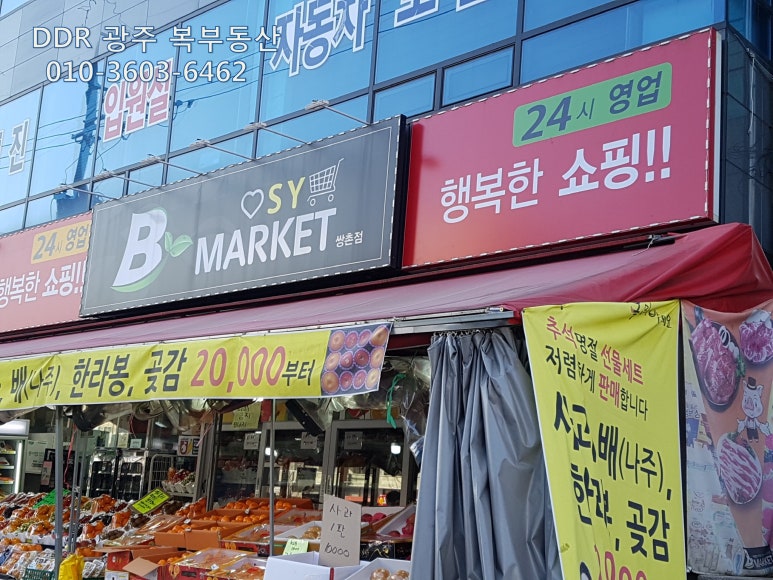 DDR 광주 복부동산
010-3603-6462
자동차
입원실
진
24시 영업
행복한 쇼핑!!
SY
B MARKET 쌍촌점
24시 영업
행복한 쇼핑!!
배(나주), 한라봉, 곶감 20,000부터
추석명절 선물세트
저렴하게 판매합니다
사과, 배(나주),
한라봉, 곶감
사과
1판
10000